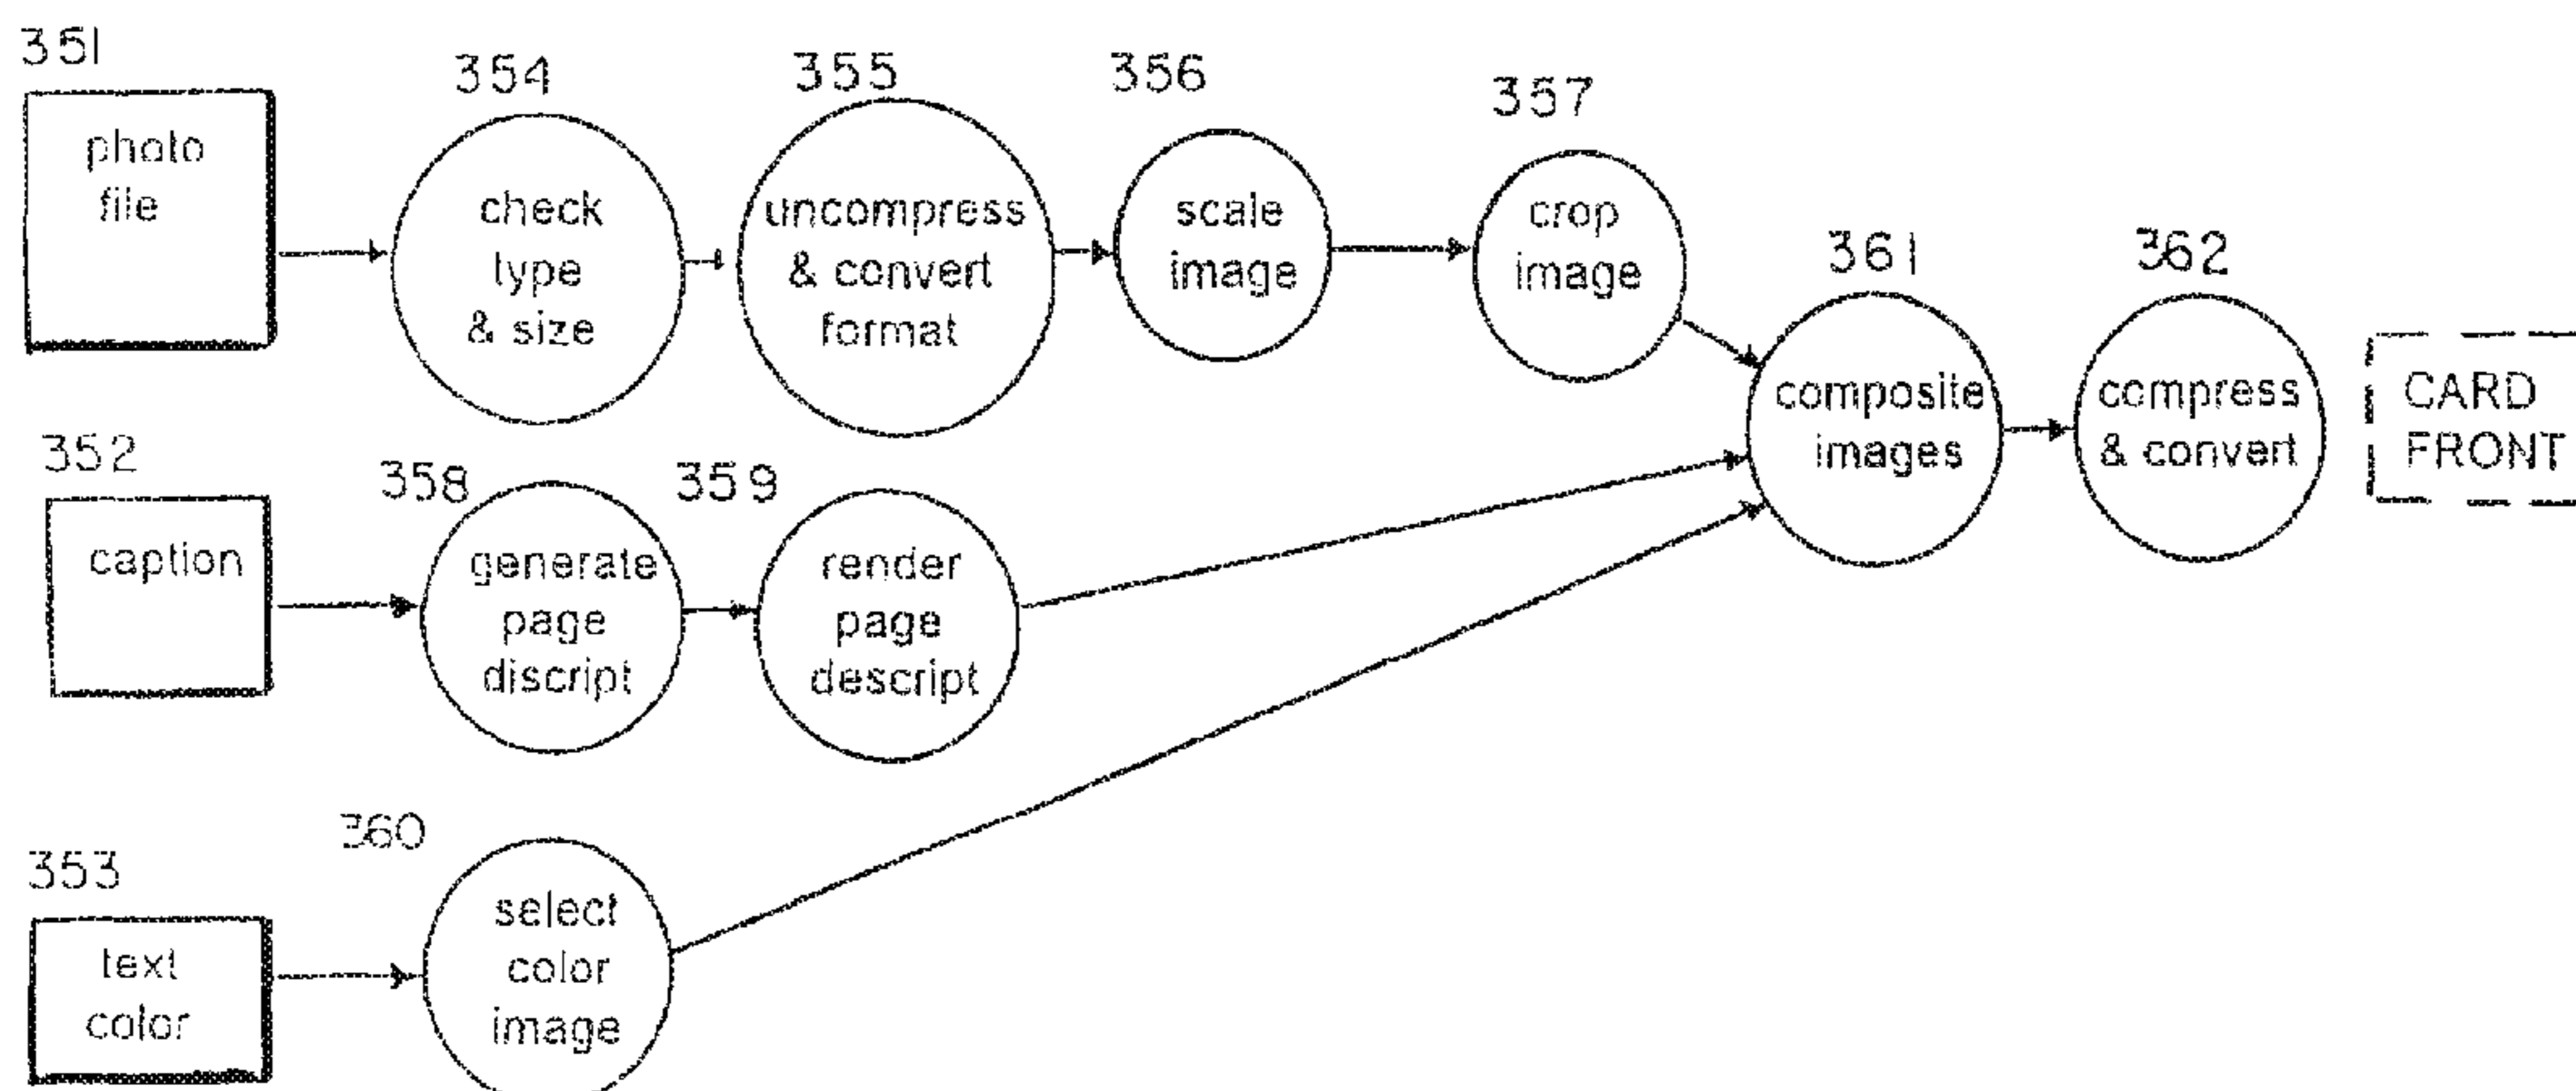 351
photo
file
354
check
type
& size
355
uncompress
& convert
format
356
scale
image
357
crop
image
361
composite
images
362
compress
& convert
CARD
FRONT
352
caption
358
generate
page
discript
359
render
page
descript
353
text
color
360
select
color
image